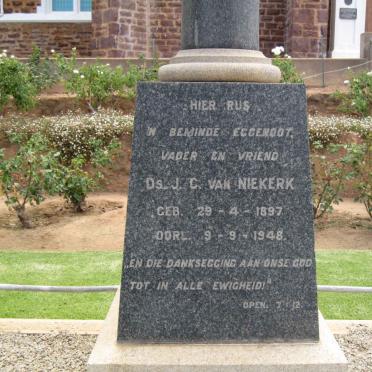 HIER RUS
'N BEMINDE EGGENOOT,
VADER EN VRIEND
DS. J. C. VAN NIEKERK
GEB. 29-4-1897
OORL. 9-9-1948.
„EN DIE DANKSEGGING AAN ONSE GOD
TOT IN ALLE EWIGHEID!"
OPEN. 7:12.